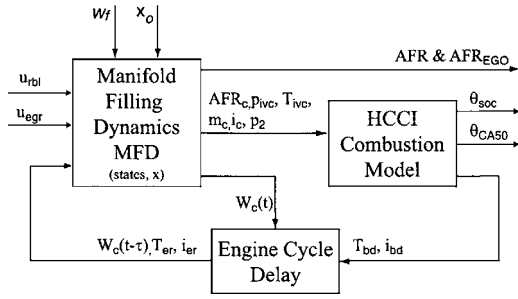 W_f
x_o
AFR & AFR_EGO
u_rbl
Manifold
Filling
Dynamics
MFD
(states, x)
AFR_c,p_ivc, T_ivc,
m_c,i_c, p_2
u_egr
HCCI
Combustion
Model
θ_soc
θ_CA50
W_c(t)
W_c(t-τ),T_er, i_er
Engine Cycle
Delay
T_bd, i_bd